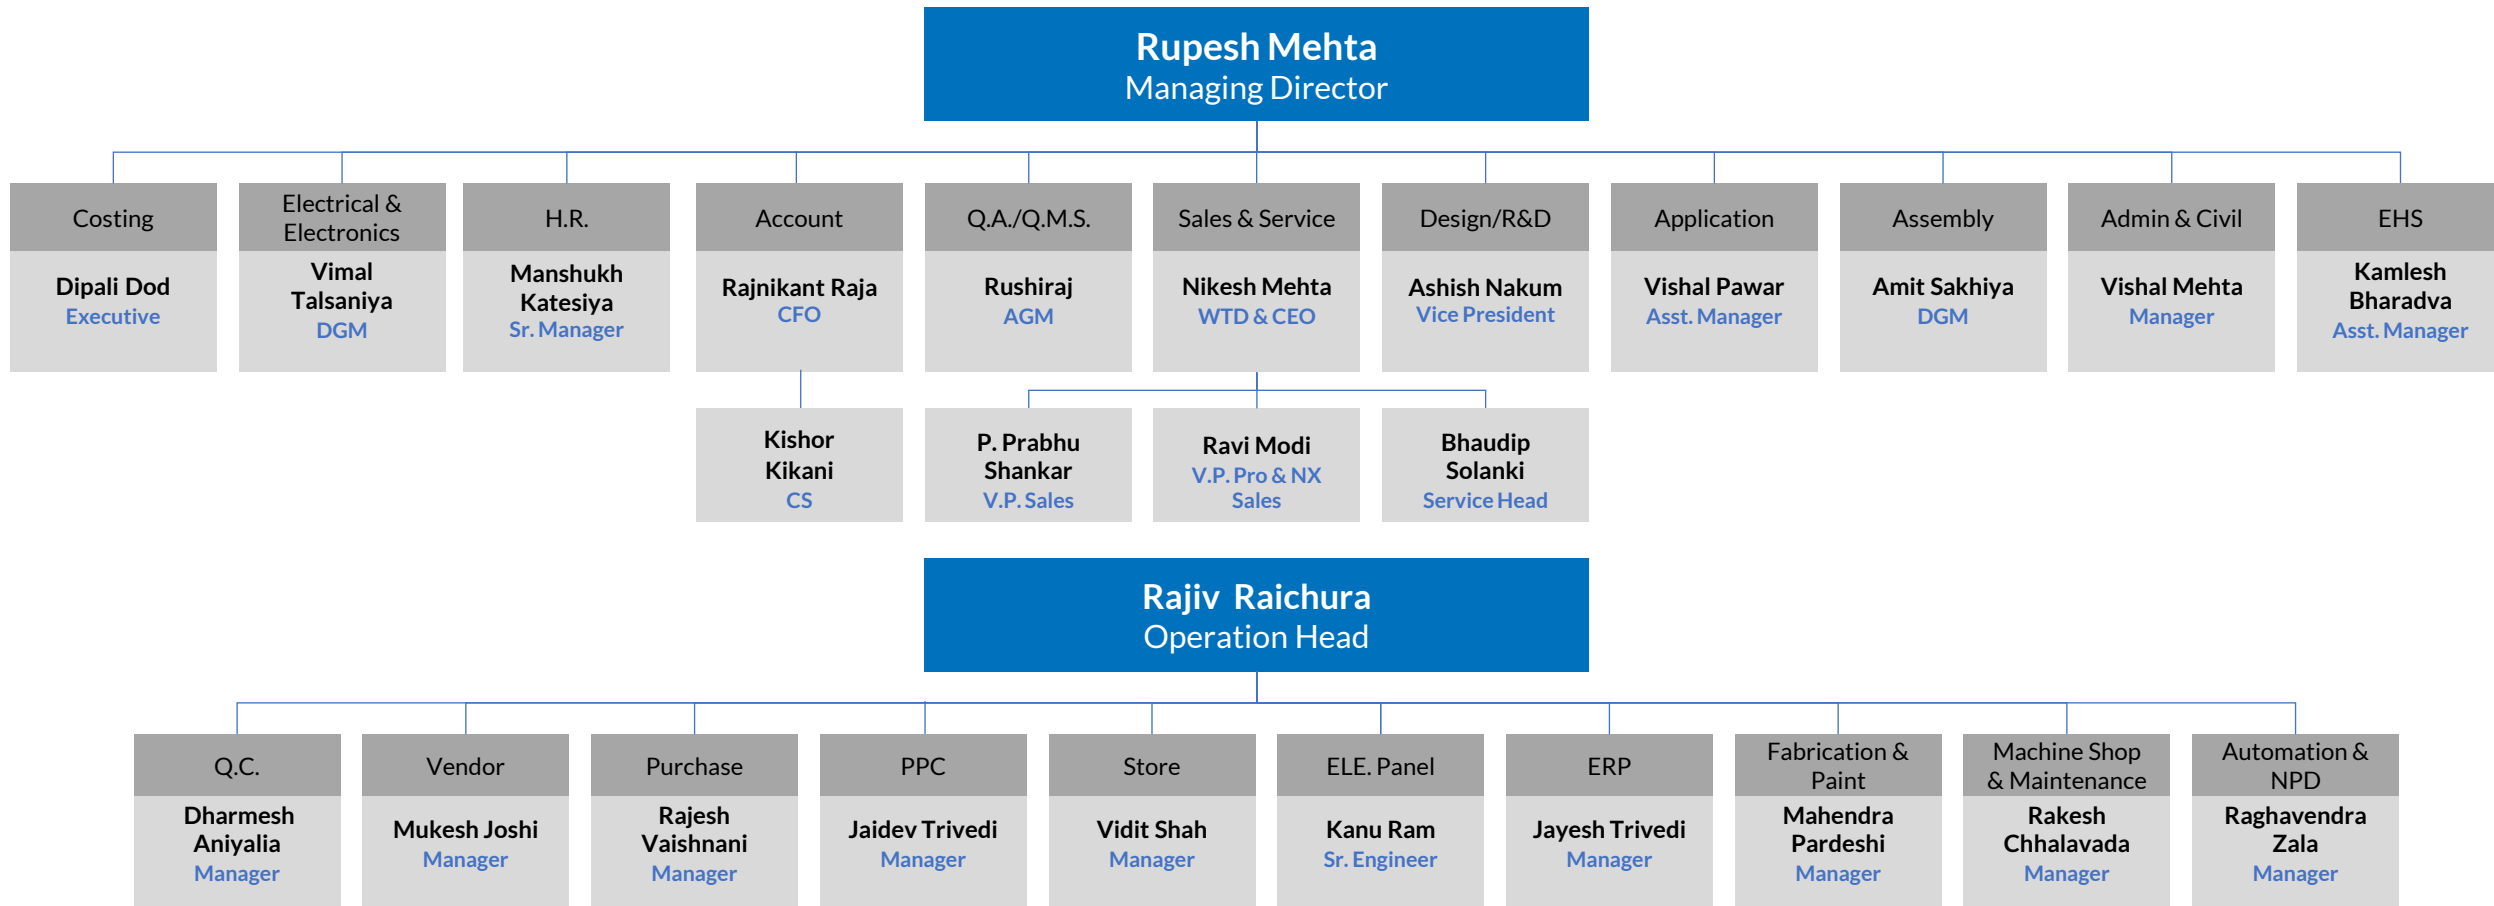 Rupesh Mehta
Managing Director
Costing
Dipali Dod
Executive
Electrical &
Electronics
Vimal
Talsaniya
DGM
H.R.
Manshukh
Katesiya
Sr. Manager
Account
Rajnikant Raja
CFO
Q.A./Q.M.S.
Rushiraj
AGM
Sales & Service
Nikesh Mehta
WTD & CEO
Design/R&D
Ashish Nakum
Vice President
Application
Vishal Pawar
Asst. Manager
Assembly
Amit Sakhiya
DGM
Admin & Civil
Vishal Mehta
Manager
EHS
Kamlesh
Bharadva
Asst. Manager
Kishor
Kikani
CS
P. Prabhu
Shankar
V.P. Sales
Ravi Modi
V.P. Pro & NX
Sales
Bhaudip
Solanki
Service Head
Rajiv Raichura
Operation Head
Q.C.
Dharmesh
Aniyalia
Manager
Vendor
Mukesh Joshi
Manager
Purchase
Rajesh
Vaishnani
Manager
PPC
Jaidev Trivedi
Manager
Store
Vidit Shah
Manager
ELE. Panel
Kanu Ram
Sr. Engineer
ERP
Jayesh Trivedi
Manager
Fabrication &
Paint
Mahendra
Pardeshi
Manager
Machine Shop
& Maintenance
Rakesh
Chhalavada
Manager
Automation &
NPD
Raghavendra
Zala
Manager